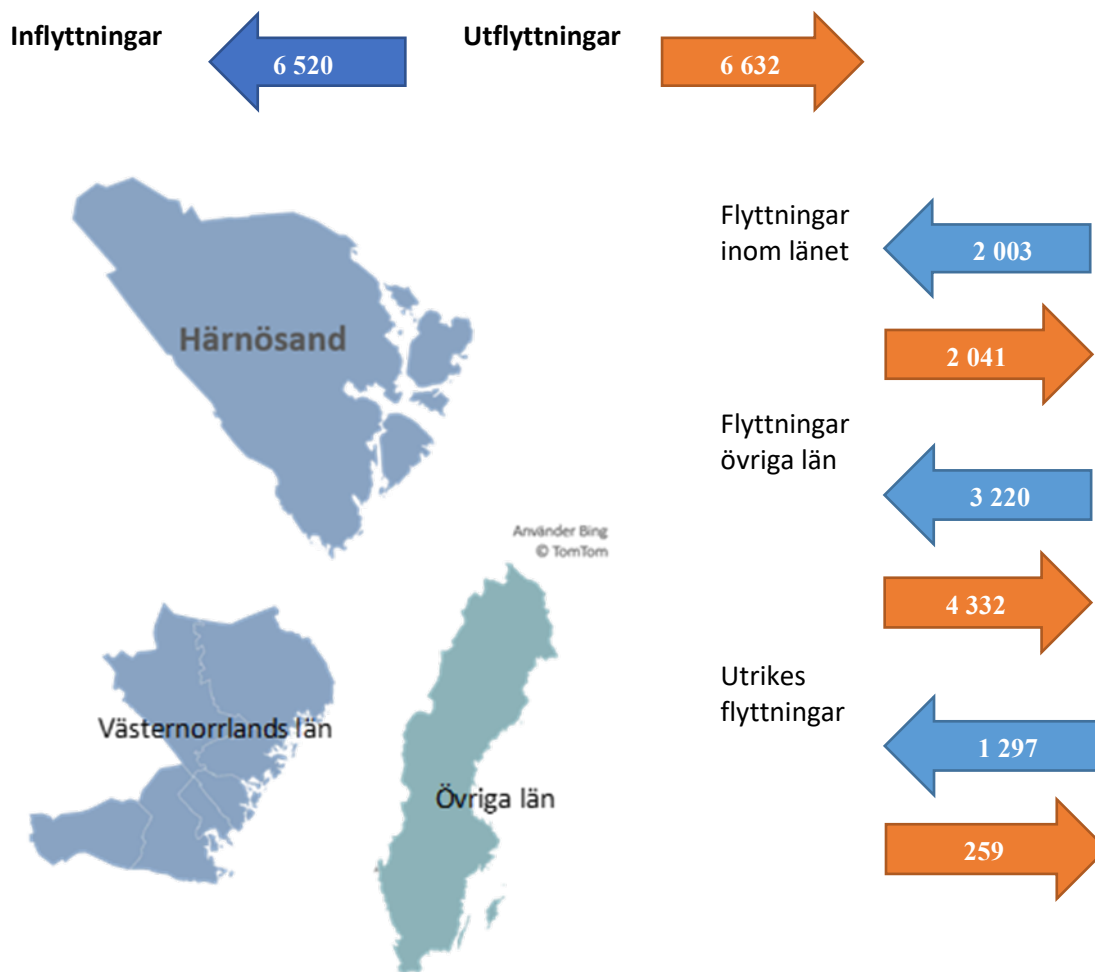 Inflyttningar
6 520
Utflyttningar
6 632
Flyttningar
inom länet
2 003
2 041
Härnösand
Flyttningar
övriga län
3 220
4 332
Använder Bing
© TomTom
Utrikes
flyttningar
1 297
259
Västernorrlands län
Övriga län